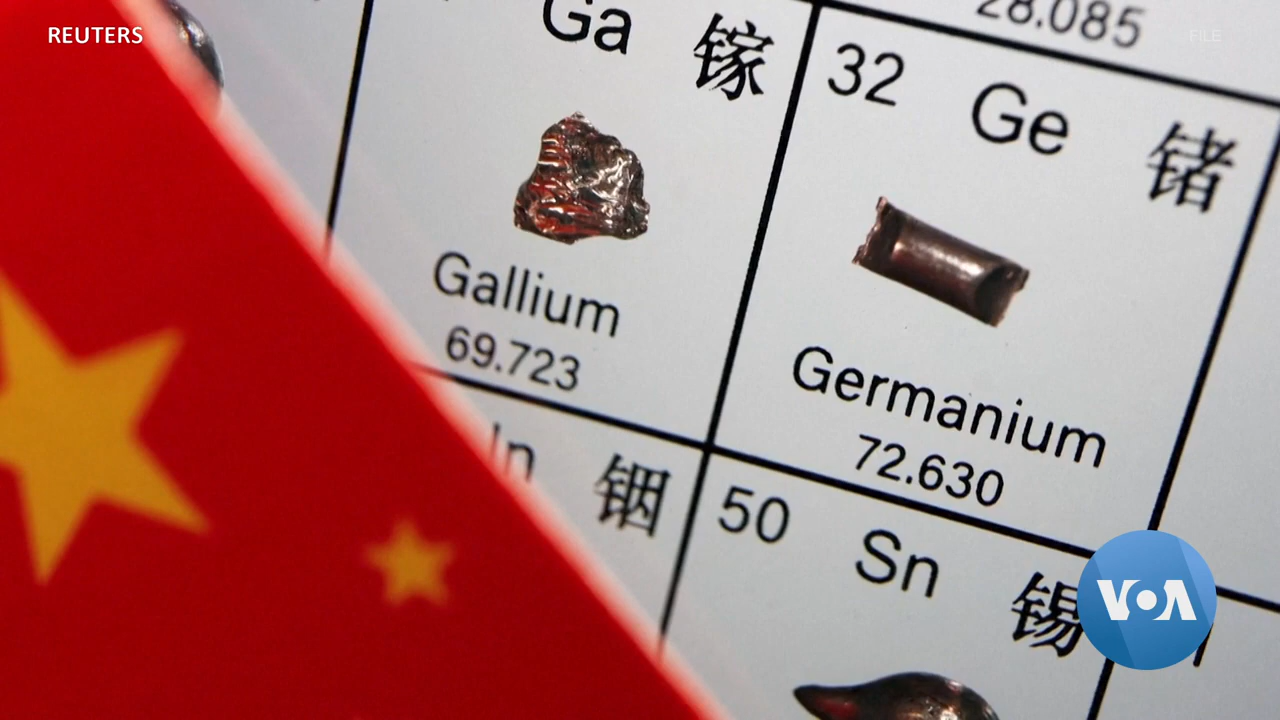 REUTERS
FILE
28.085
Ga 镓
32 Ge 锗
Gallium
69.723
Germanium
72.630
In 铟
50 Sn 锡
VOA